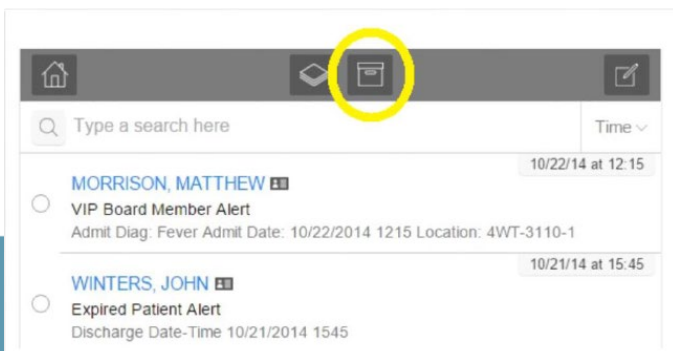 Type a search here
Time
10/22/14 at 12:15
MORRISON, MATTHEW
VIP Board Member Alert
Admit Diag: Fever Admit Date: 10/22/2014 1215 Location: 4WT-3110-1
10/21/14 at 15:45
WINTERS, JOHN
Expired Patient Alert
Discharge Date-Time 10/21/2014 1545